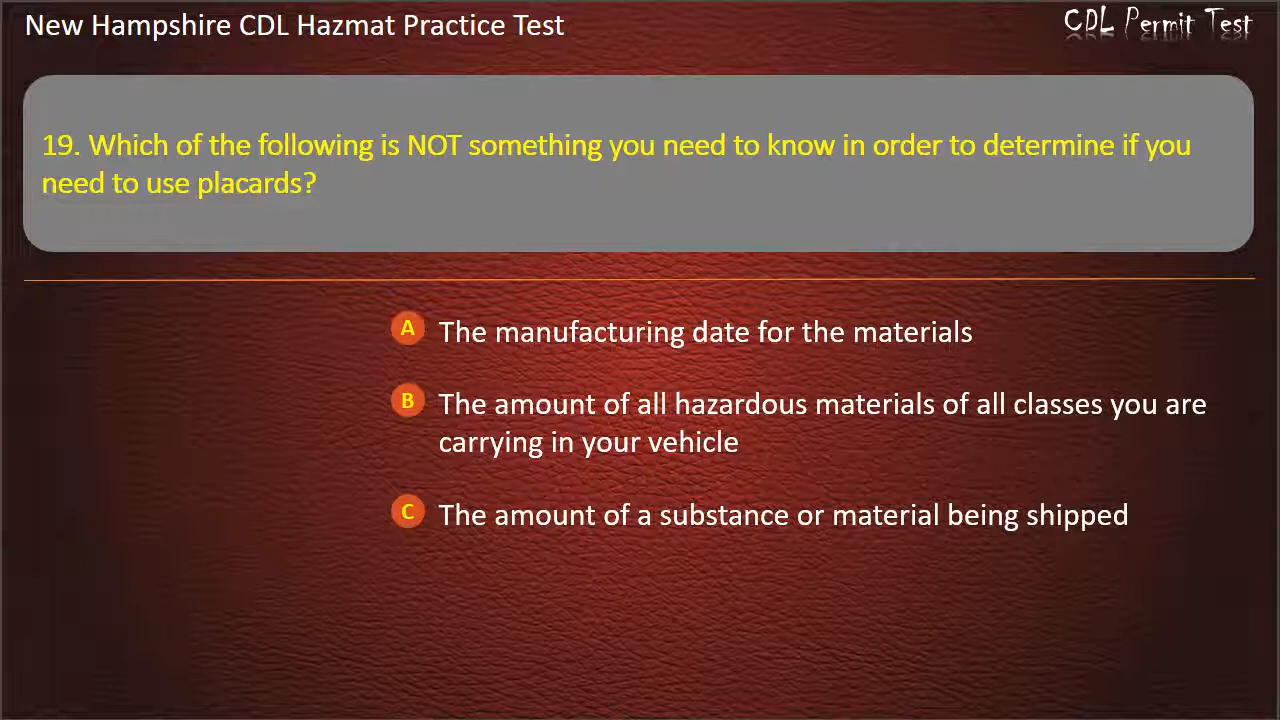 New Hampshire CDL Hazmat Practice Test
CDL Permit Test
19. Which of the following is NOT something you need to know in order to determine if you
need to use placards?
A The manufacturing date for the materials
B The amount of all hazardous materials of all classes you are
carrying in your vehicle
C The amount of a substance or material being shipped